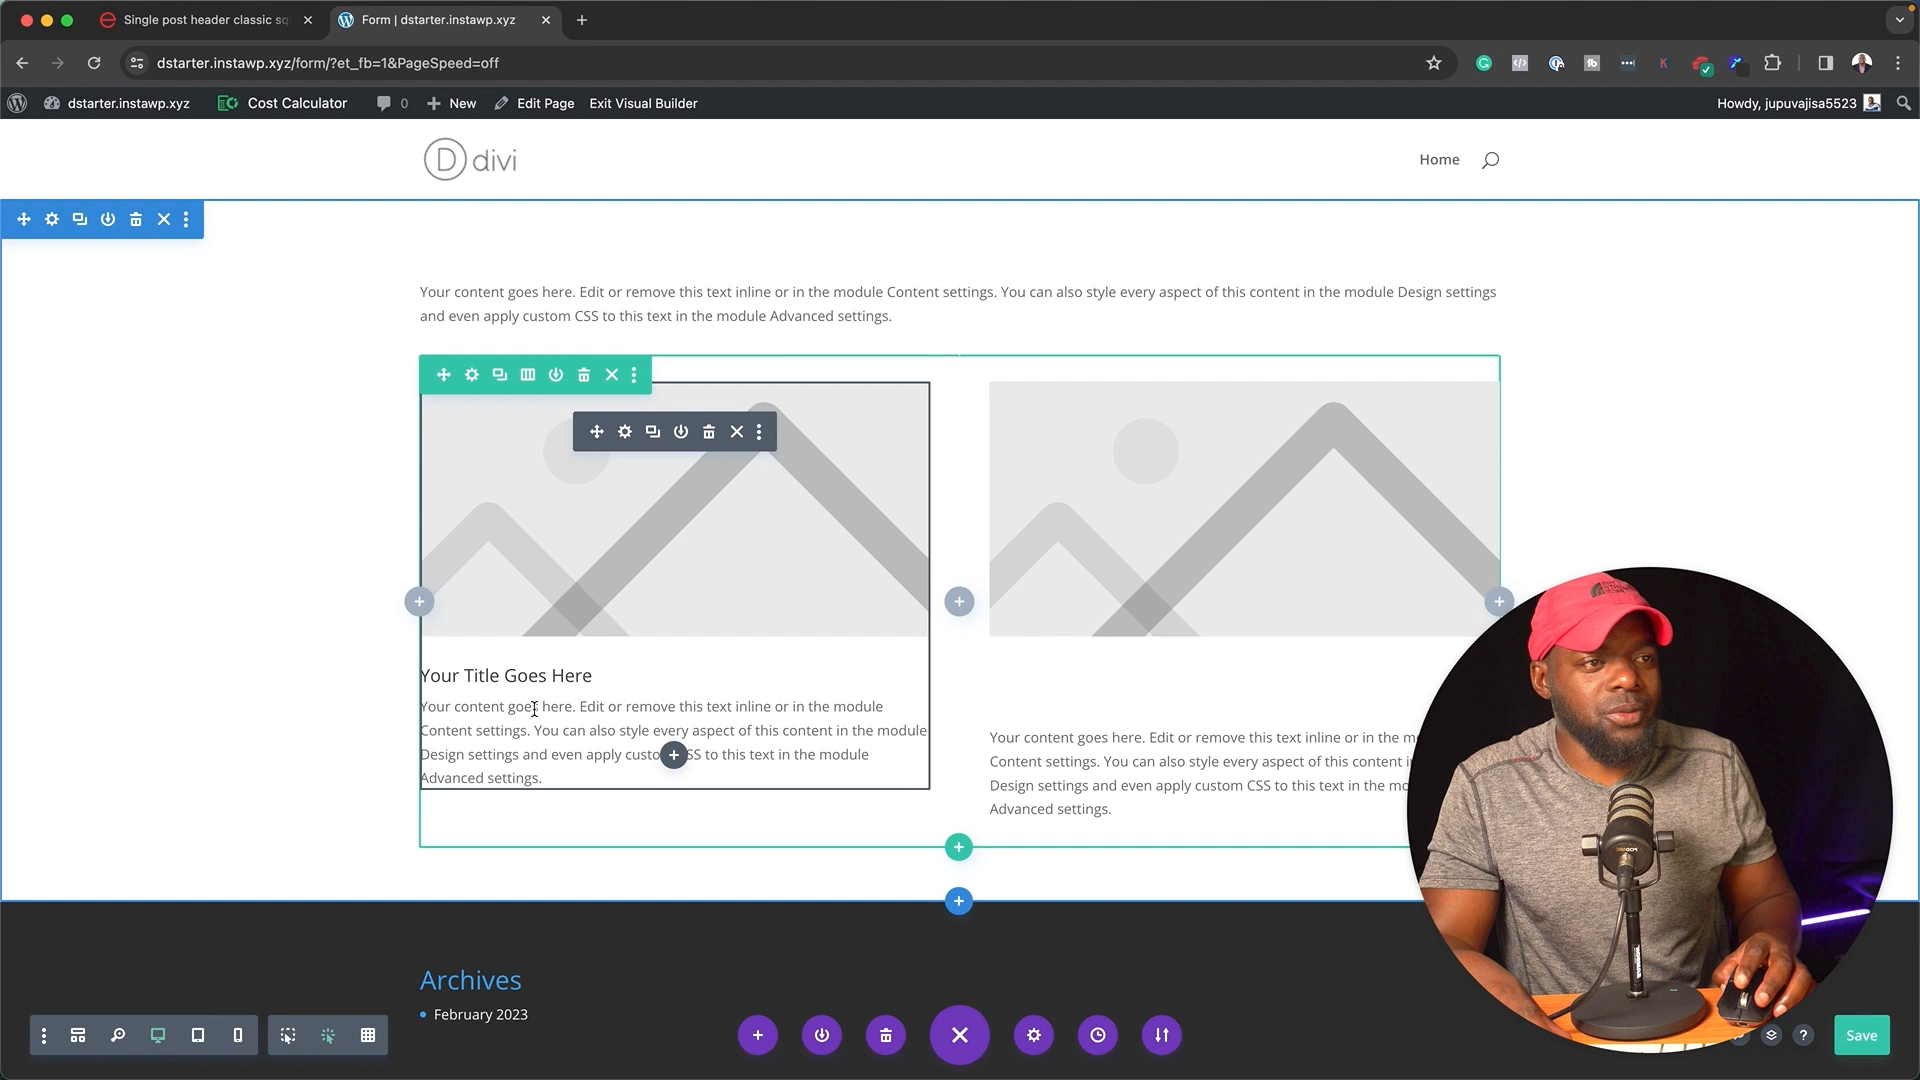 Single post header classic sq
Form | dstarter.instawp.xyz
dstarter.instawp.xyz/form/?et_fb=1&PageSpeed=off
dstarter.instawp.xyz
Cost Calculator
0
New
Edit Page
Exit Visual Builder
Howdy, jupuvajisa5523
D divi
Home
Your content goes here. Edit or remove this text inline or in the module Content settings. You can also style every aspect of this content in the module Design settings
and even apply custom CSS to this text in the module Advanced settings.
Your Title Goes Here
Your content goes here. Edit or remove this text inline or in the module
Content settings. You can also style every aspect of this content in the module
Design settings and even apply custo SS to this text in the module
Advanced settings.
Your content goes here. Edit or remove this text inline or in the m
Content settings. You can also style every aspect of this content i
Design settings and even apply custom CSS to this text in the mo
Advanced settings.
Archives
February 2023
?
Save